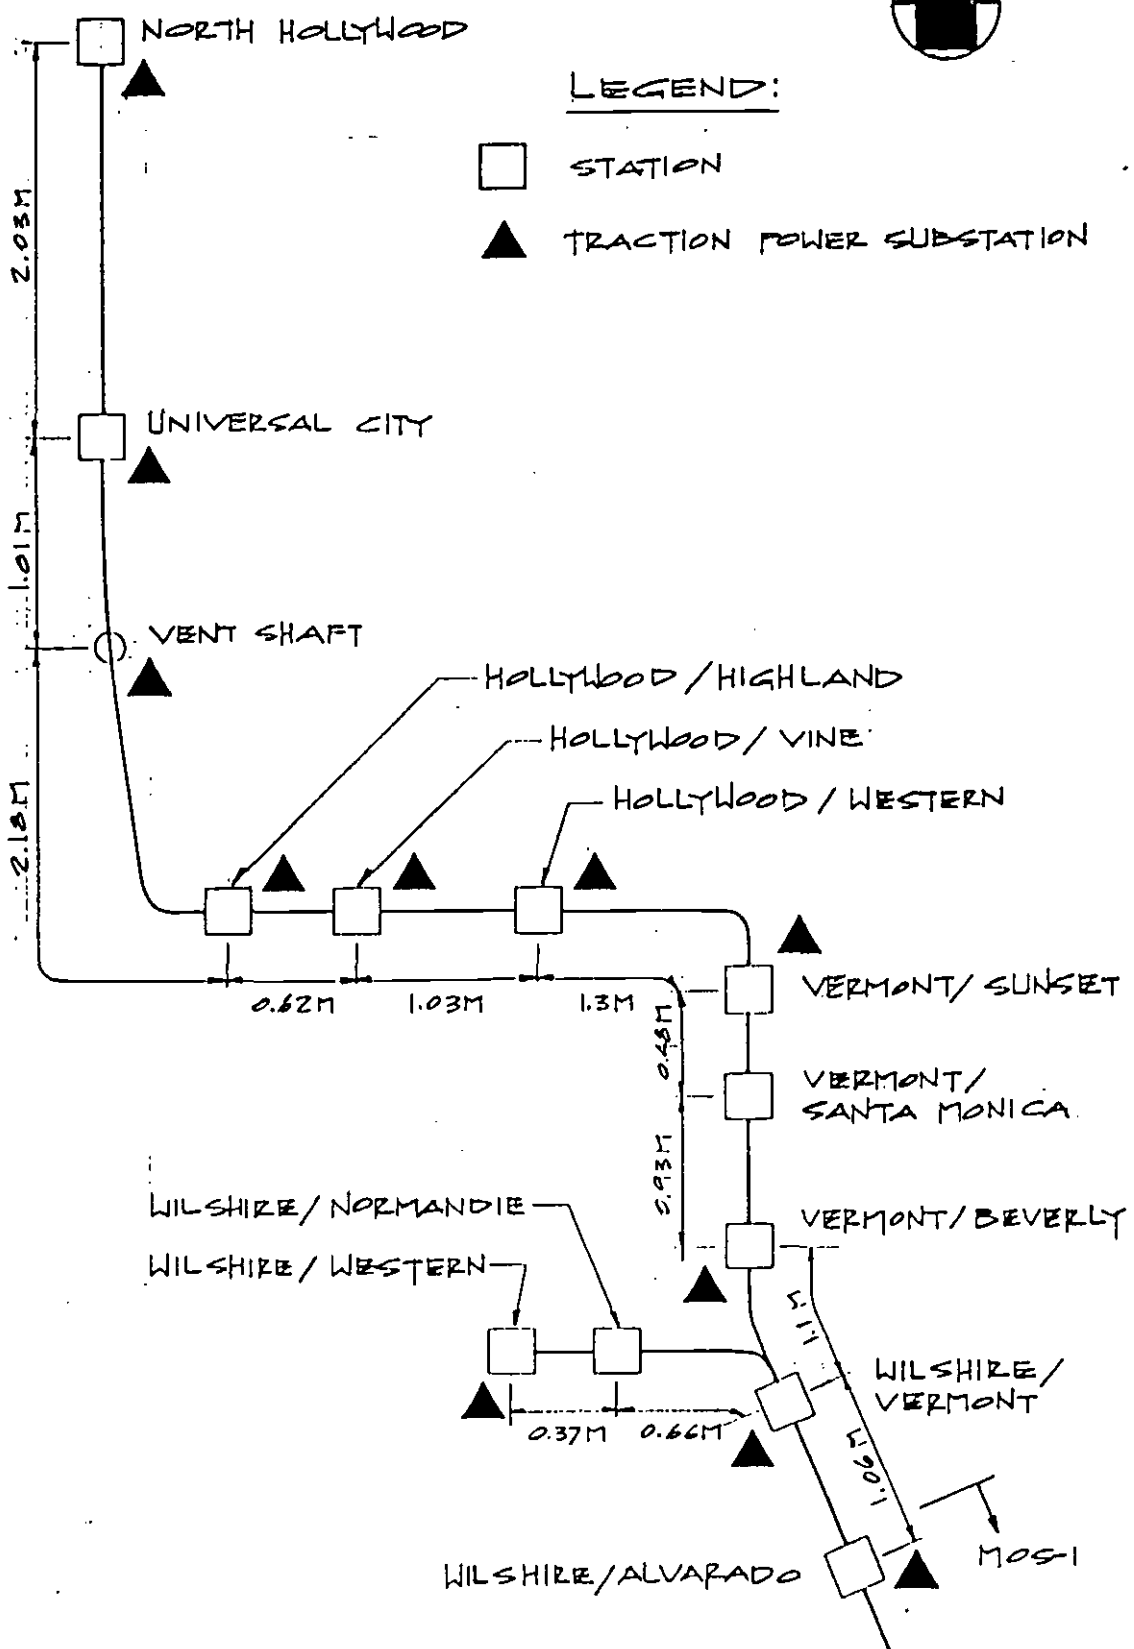 NORTH HOLLYWOOD
LEGEND:
STATION
TRACTION POWER SUBSTATION
2.03M
UNIVERSAL CITY
1.01M
VENT SHAFT
HOLLYWOOD/HIGHLAND
HOLLYWOOD/VINE
HOLLYWOOD/WESTERN
2.18M
0.62M
1.03M
1.3M
VERMONT/SUNSET
0.48M
VERMONT/
SANTA MONICA
0.93M
WILSHIRE/NORMANDIE
VERMONT/BEVERLY
WILSHIRE/WESTERN
1.1M
WILSHIRE/
VERMONT
0.37M
0.66M
1.06M
MOS-1
WILSHIRE/ALVARADO